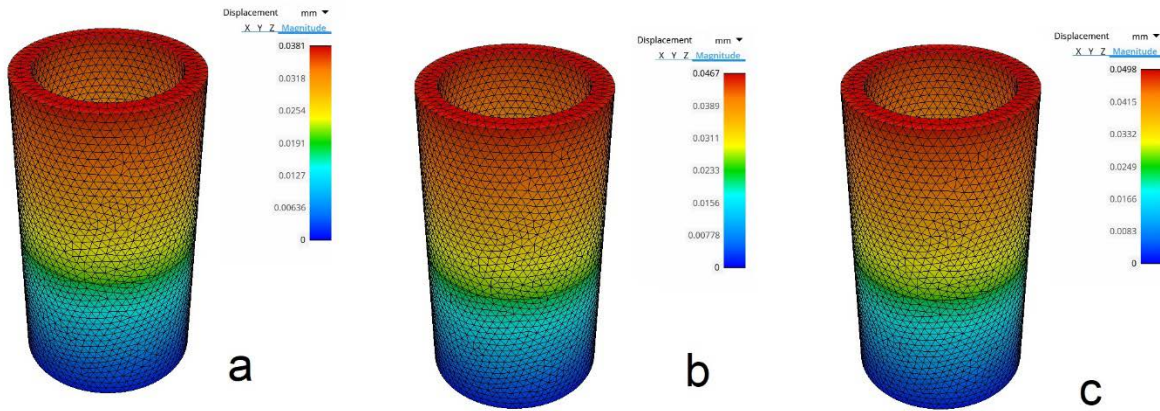 Displacement mm
X Y Z Magnitude
0.0381
0.0318
0.0254
0.0191
0.0127
0.00636
0
a
Displacement mm
X Y Z Magnitude
0.0467
0.0389
0.0311
0.0233
0.0156
0.00778
0
b
Displacement mm
X Y Z Magnitude
0.0498
0.0415
0.0332
0.0249
0.0166
0.0083
0
c